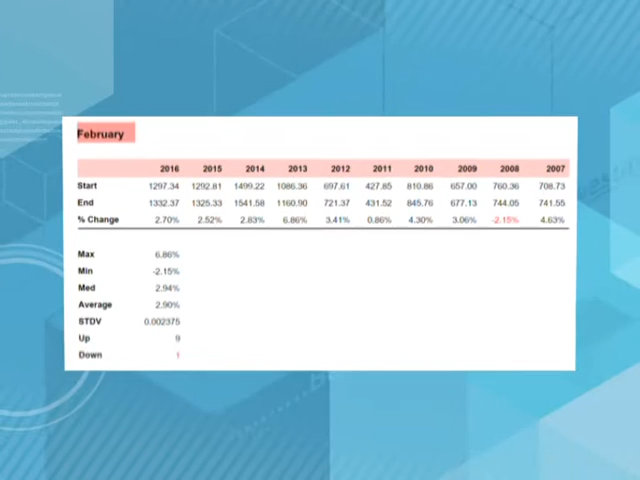 February
2016 2015 2014 2013 2012 2011 2010 2009 2008 2007
Start 1297.34 1292.81 1499.22 1086.36 697.61 427.85 810.86 657.00 760.36 708.73
End 1332.37 1325.33 1541.58 1160.90 721.37 431.52 845.76 677.13 744.05 741.55
% Change 2.70% 2.52% 2.83% 6.86% 3.41% 0.86% 4.30% 3.06% -2.15% 4.63%
Max 6.86%
Min -2.15%
Med 2.94%
Average 2.90%
STDV 0.002375
Up 9
Down 1